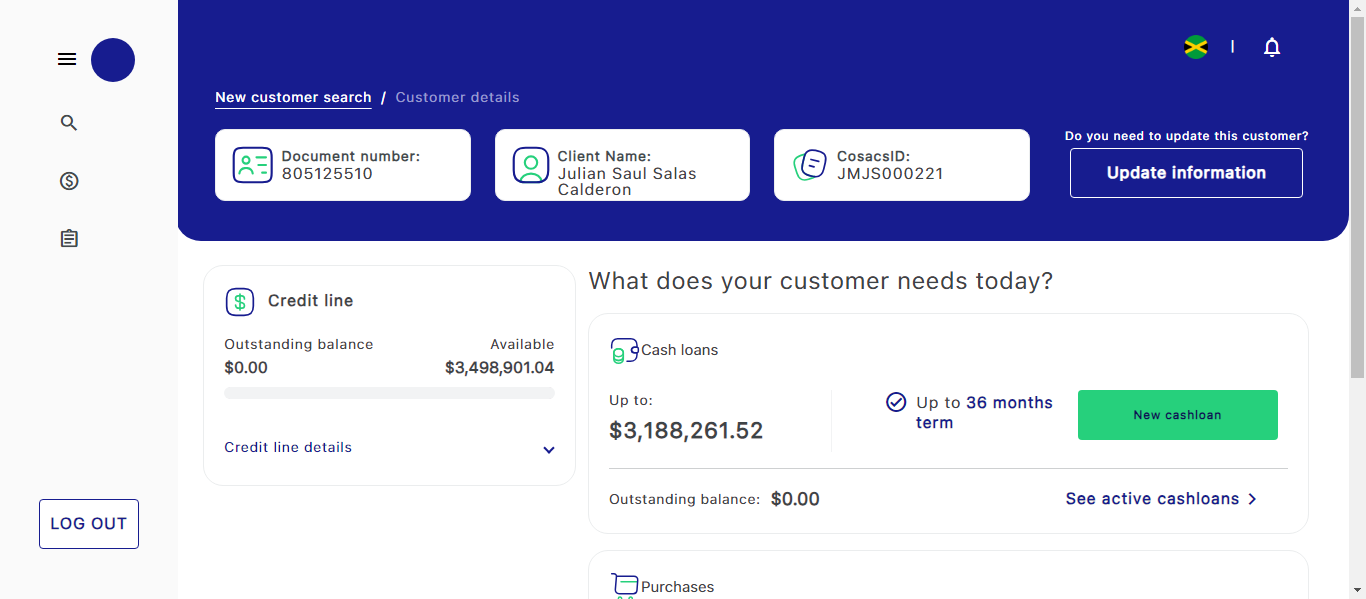 New customer search / Customer details
Do you need to update this customer?
Update information
Document number:
805125510
Client Name:
Julian Saul Salas
Calderon
CosacsID:
JMJS000221
Credit line
Outstanding balance Available
$0.00 $3,498,901.04
Credit line details
LOG OUT
What does your customer needs today?
Cash loans
Up to:
$3,188,261.52
Up to 36 months
term
New cashloan
Outstanding balance: $0.00
See active cashloans
Purchases